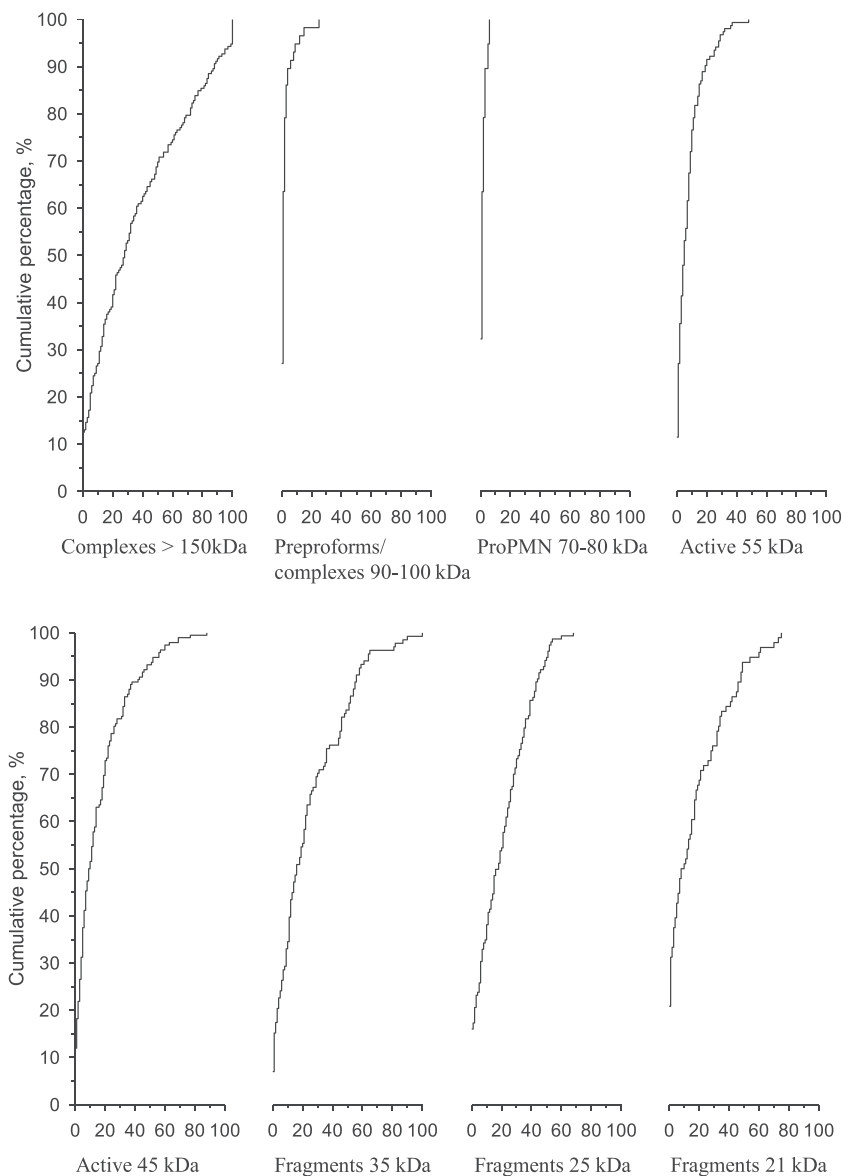 Cumulative percentage, %
100
90
80
70
60
50
40
30
20
10
0
0 20 40 60 80 100
0 20 40 60 80 100
0 20 40 60 80 100
0 20 40 60 80 100
Complexes > 150kDa
Preproforms/
complexes 90-100 kDa
ProPMN 70-80 kDa
Active 55 kDa
Cumulative percentage, %
100
90
80
70
60
50
40
30
20
10
0
0 20 40 60 80 100
0 20 40 60 80 100
0 20 40 60 80 100
0 20 40 60 80 100
Active 45 kDa
Fragments 35 kDa
Fragments 25 kDa
Fragments 21 kDa